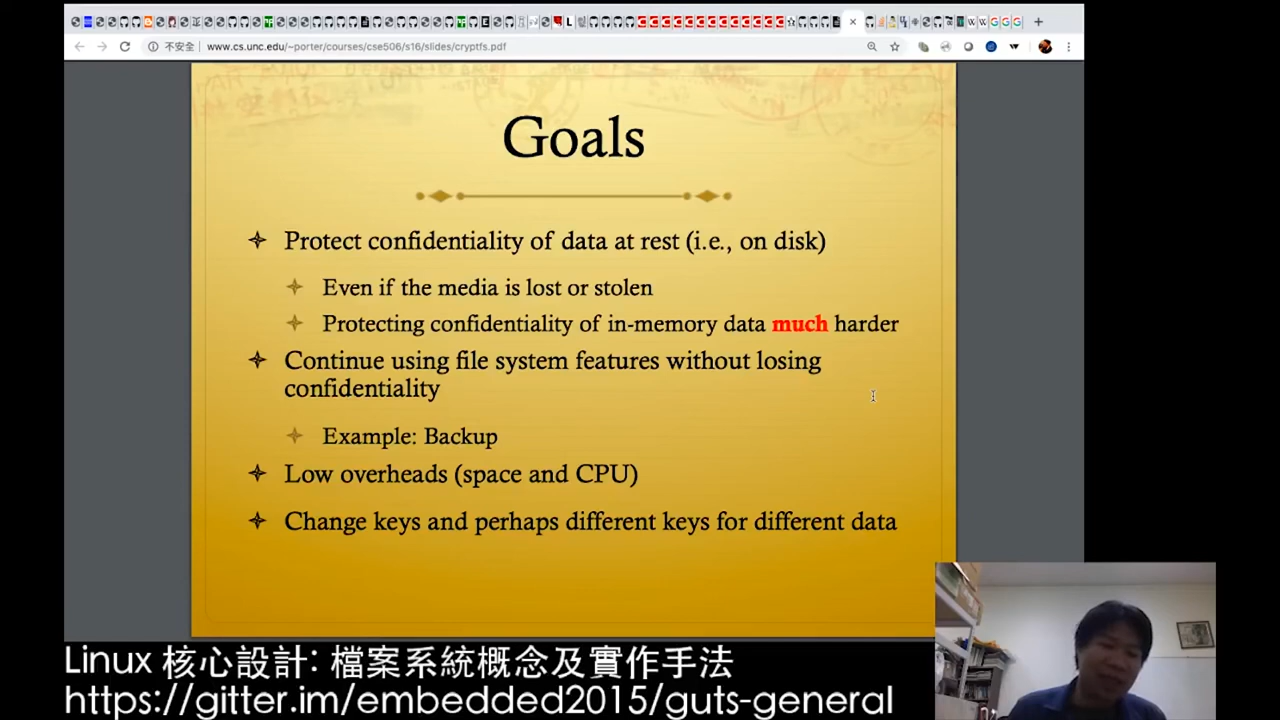 不安全 www.cs.unc.edu/~porter/courses/cse506/s16/slides/cryptfs.pdf
Goals
Protect confidentiality of data at rest (i.e., on disk)
Even if the media is lost or stolen
Protecting confidentiality of in-memory data much harder
Continue using file system features without losing
confidentiality
Example: Backup
Low overheads (space and CPU)
Change keys and perhaps different keys for different data
Linux 核心設計: 檔案系統概念及實作手法
https://gitter.im/embedded2015/guts-general